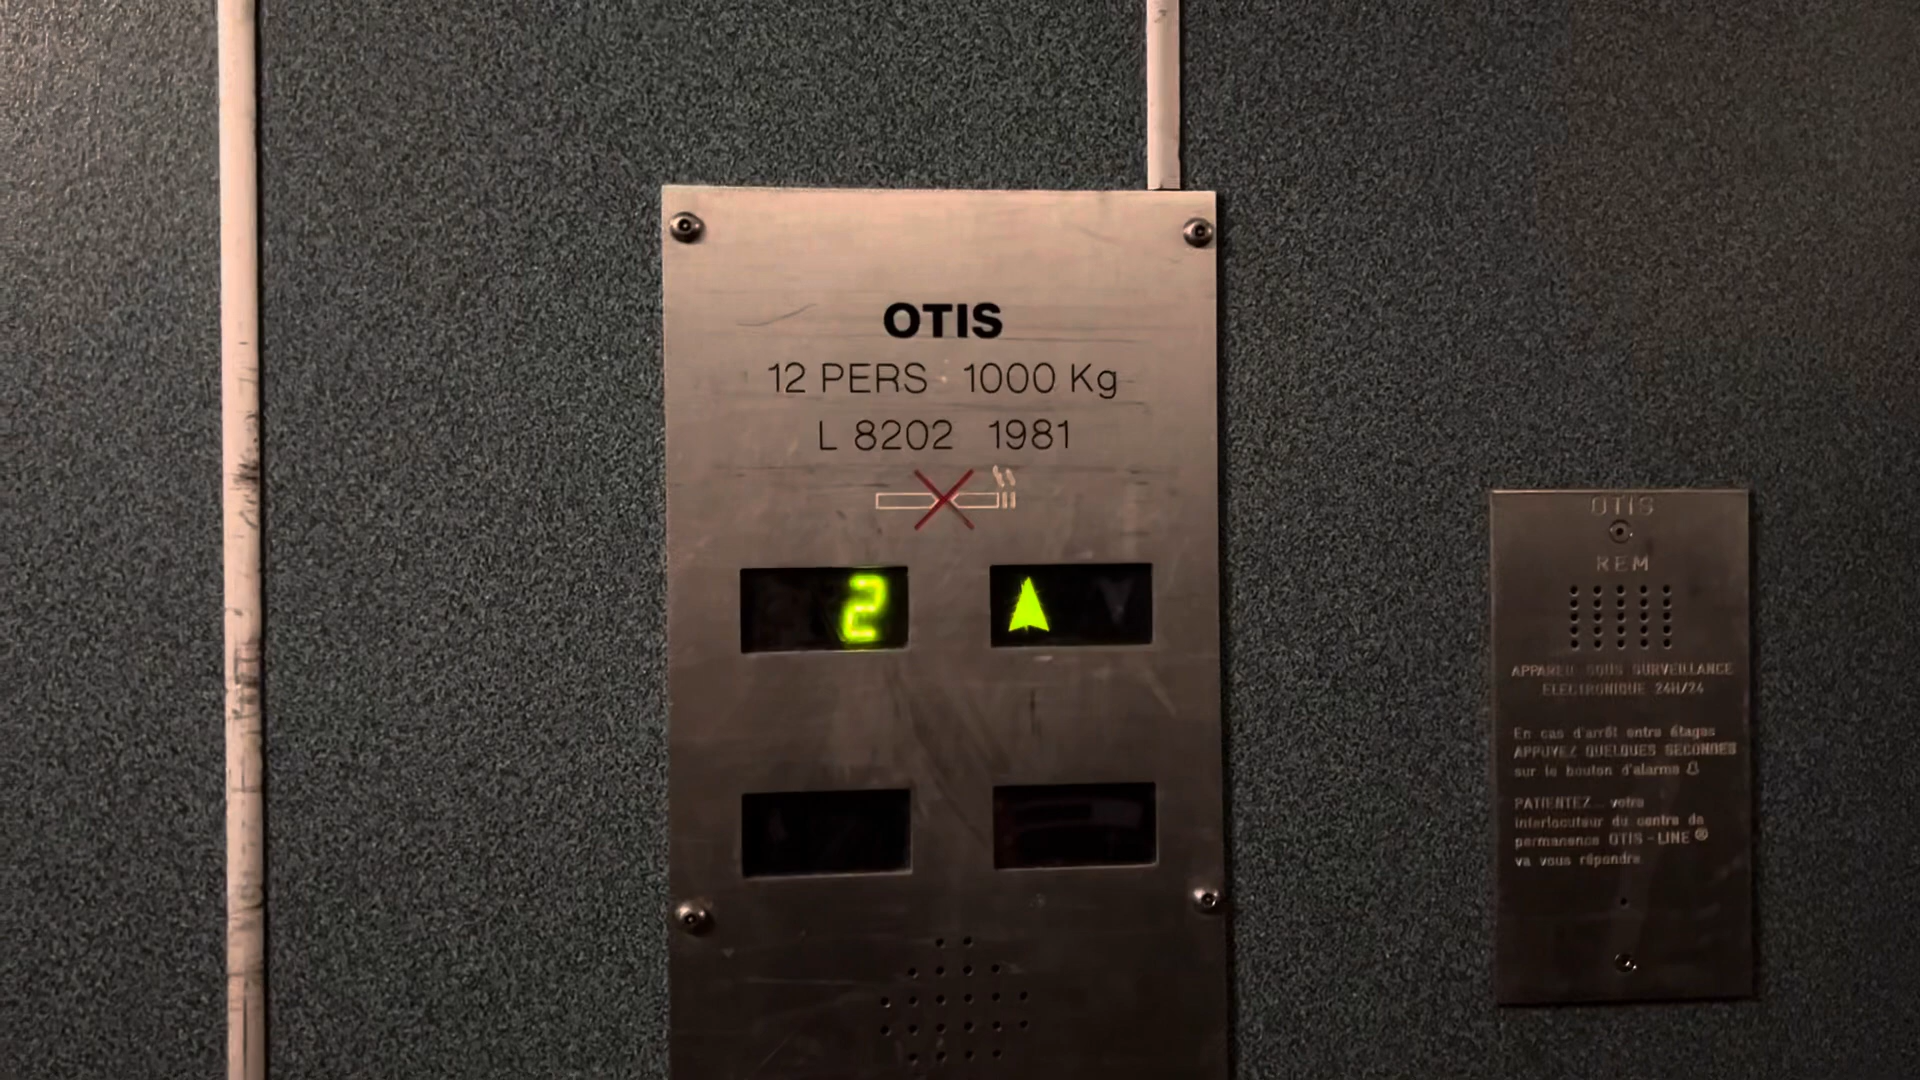 OTIS
12 PERS 1000 Kg
L 8202 1981
2
OTIS
REM
APPAREIL SOUS SURVEILLANCE
ELECTRONIQUE 24H/24
En cas d'arrêt entre étages
APPUYEZ QUELQUES SECONDES
sur le bouton d'alarme
PATIENTEZ votre
interlocuteur du centre de
permanence OTIS-LINE ®
va vous répondre